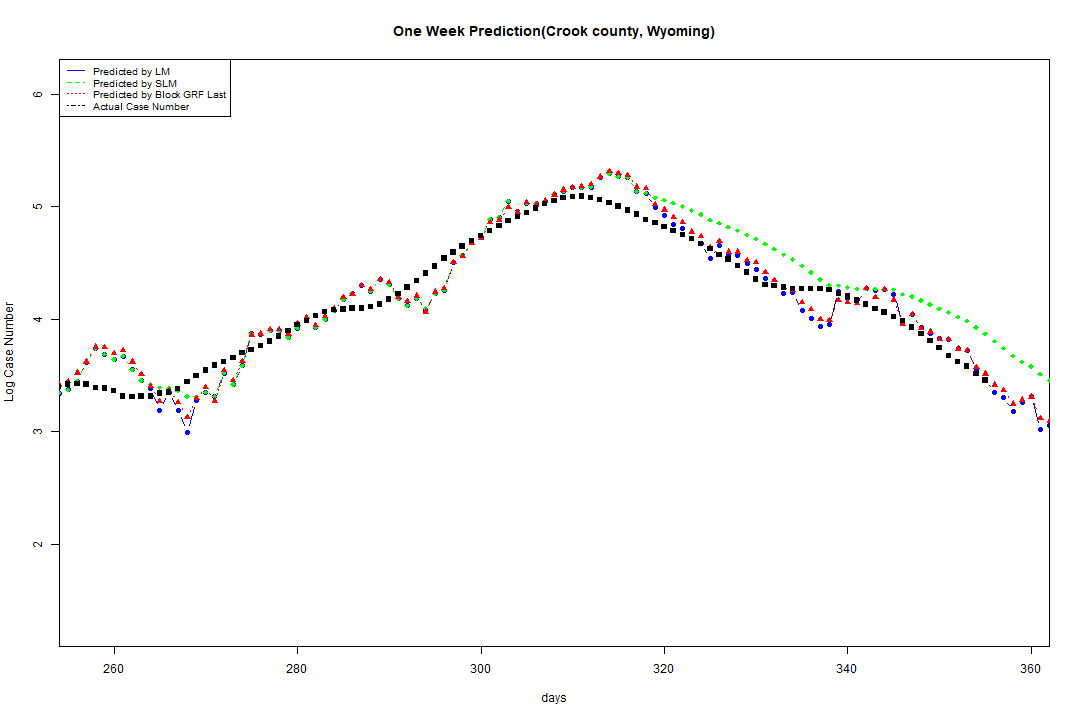 One Week Prediction(Crook county, Wyoming)
Predicted by LM
Predicted by SLM
Predicted by Block GRF Last
Actual Case Number
6
5
4
3
2
Log Case Number
260 280 300 320 340 360
days